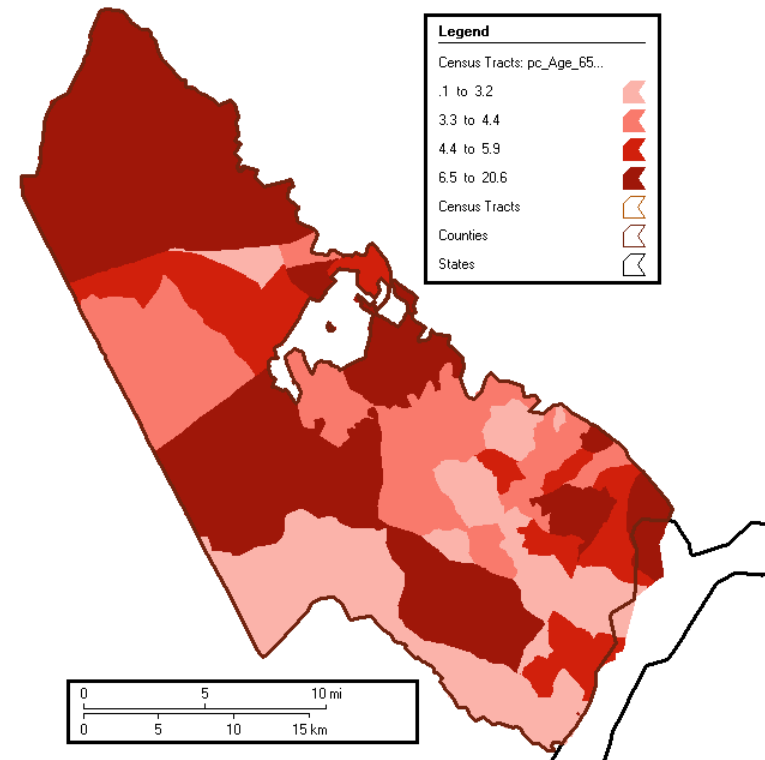 Legend
Census Tracts: pc_Age_65...
.1 to 3.2
3.3 to 4.4
4.4 to 5.9
6.5 to 20.6
Census Tracts
Counties
States
0 5 10 mi
0 5 10 15 km